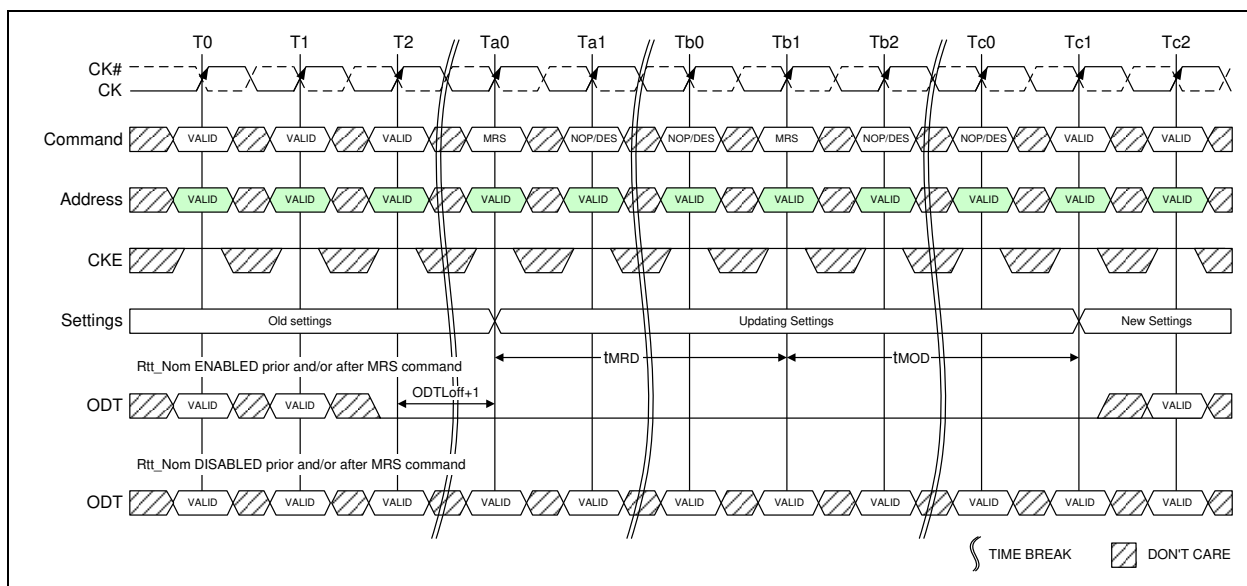 T0 T1 T2 Ta0 Ta1 Tb0 Tb1 Tb2 Tc0 Tc1 Tc2
CK#
CK
Command VALID VALID VALID MRS NOP/DES NOP/DES MRS NOP/DES NOP/DES VALID VALID
Address VALID VALID VALID VALID VALID VALID VALID VALID VALID VALID VALID
CKE
Settings Old settings Updating Settings New Settings
tMRD tMOD
Rtt_Nom ENABLED prior and/or after MRS command
ODTLoff+1
ODT VALID VALID VALID
Rtt_Nom DISABLED prior and/or after MRS command
ODT VALID VALID VALID VALID VALID VALID VALID VALID VALID VALID VALID
TIME BREAK DON'T CARE